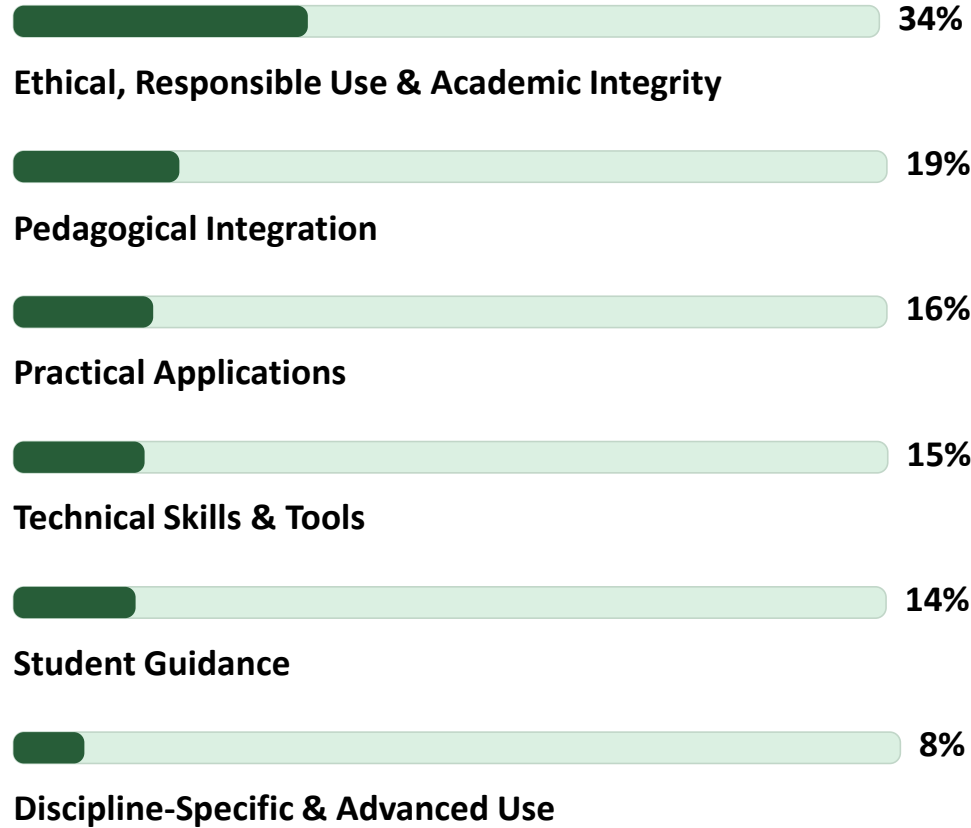 34%
Ethical, Responsible Use & Academic Integrity
19%
Pedagogical Integration
16%
Practical Applications
15%
Technical Skills & Tools
14%
Student Guidance
8%
Discipline-Specific & Advanced Use